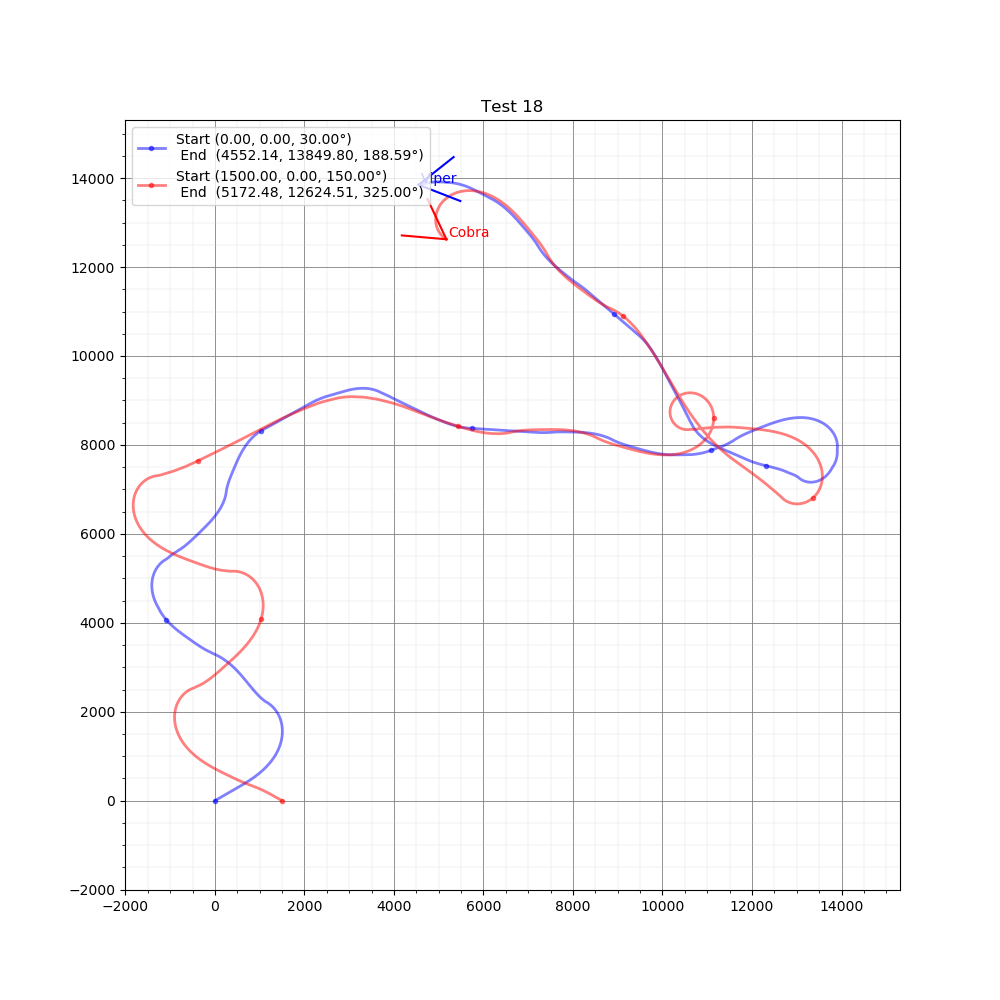 Test 18
Start (0.00, 0.00, 30.00°)
End (4552.14, 13849.80, 188.59°)
Start (1500.00, 0.00, 150.00°)
End (5172.48, 12624.51, 325.00°)
Cobra
14000
12000
10000
8000
6000
4000
2000
0
−2000
−2000 0 2000 4000 6000 8000 10000 12000 14000